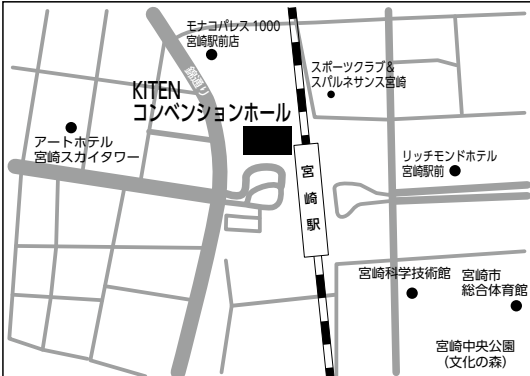 モナコパレス 1000
宮崎駅前店
スポーツクラブ&
スパルネサンス宮崎
KITEN
コンベンションホール
アートホテル
宮崎スカイタワー
宮崎駅
リッチモンドホテル
宮崎駅前
宮崎科学技術館
宮崎市
総合体育館
宮崎中央公園
(文化の森)